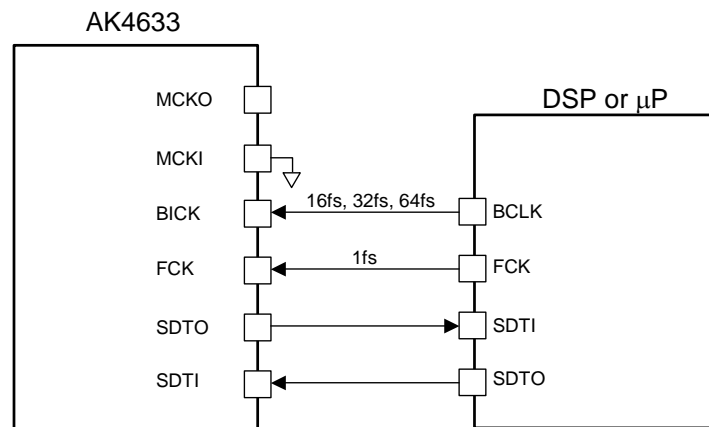 AK4633
DSP or μP
MCKO
MCKI
16fs, 32fs, 64fs
BICK
BCLK
1fs
FCK
FCK
SDTO
SDTI
SDTI
SDTO